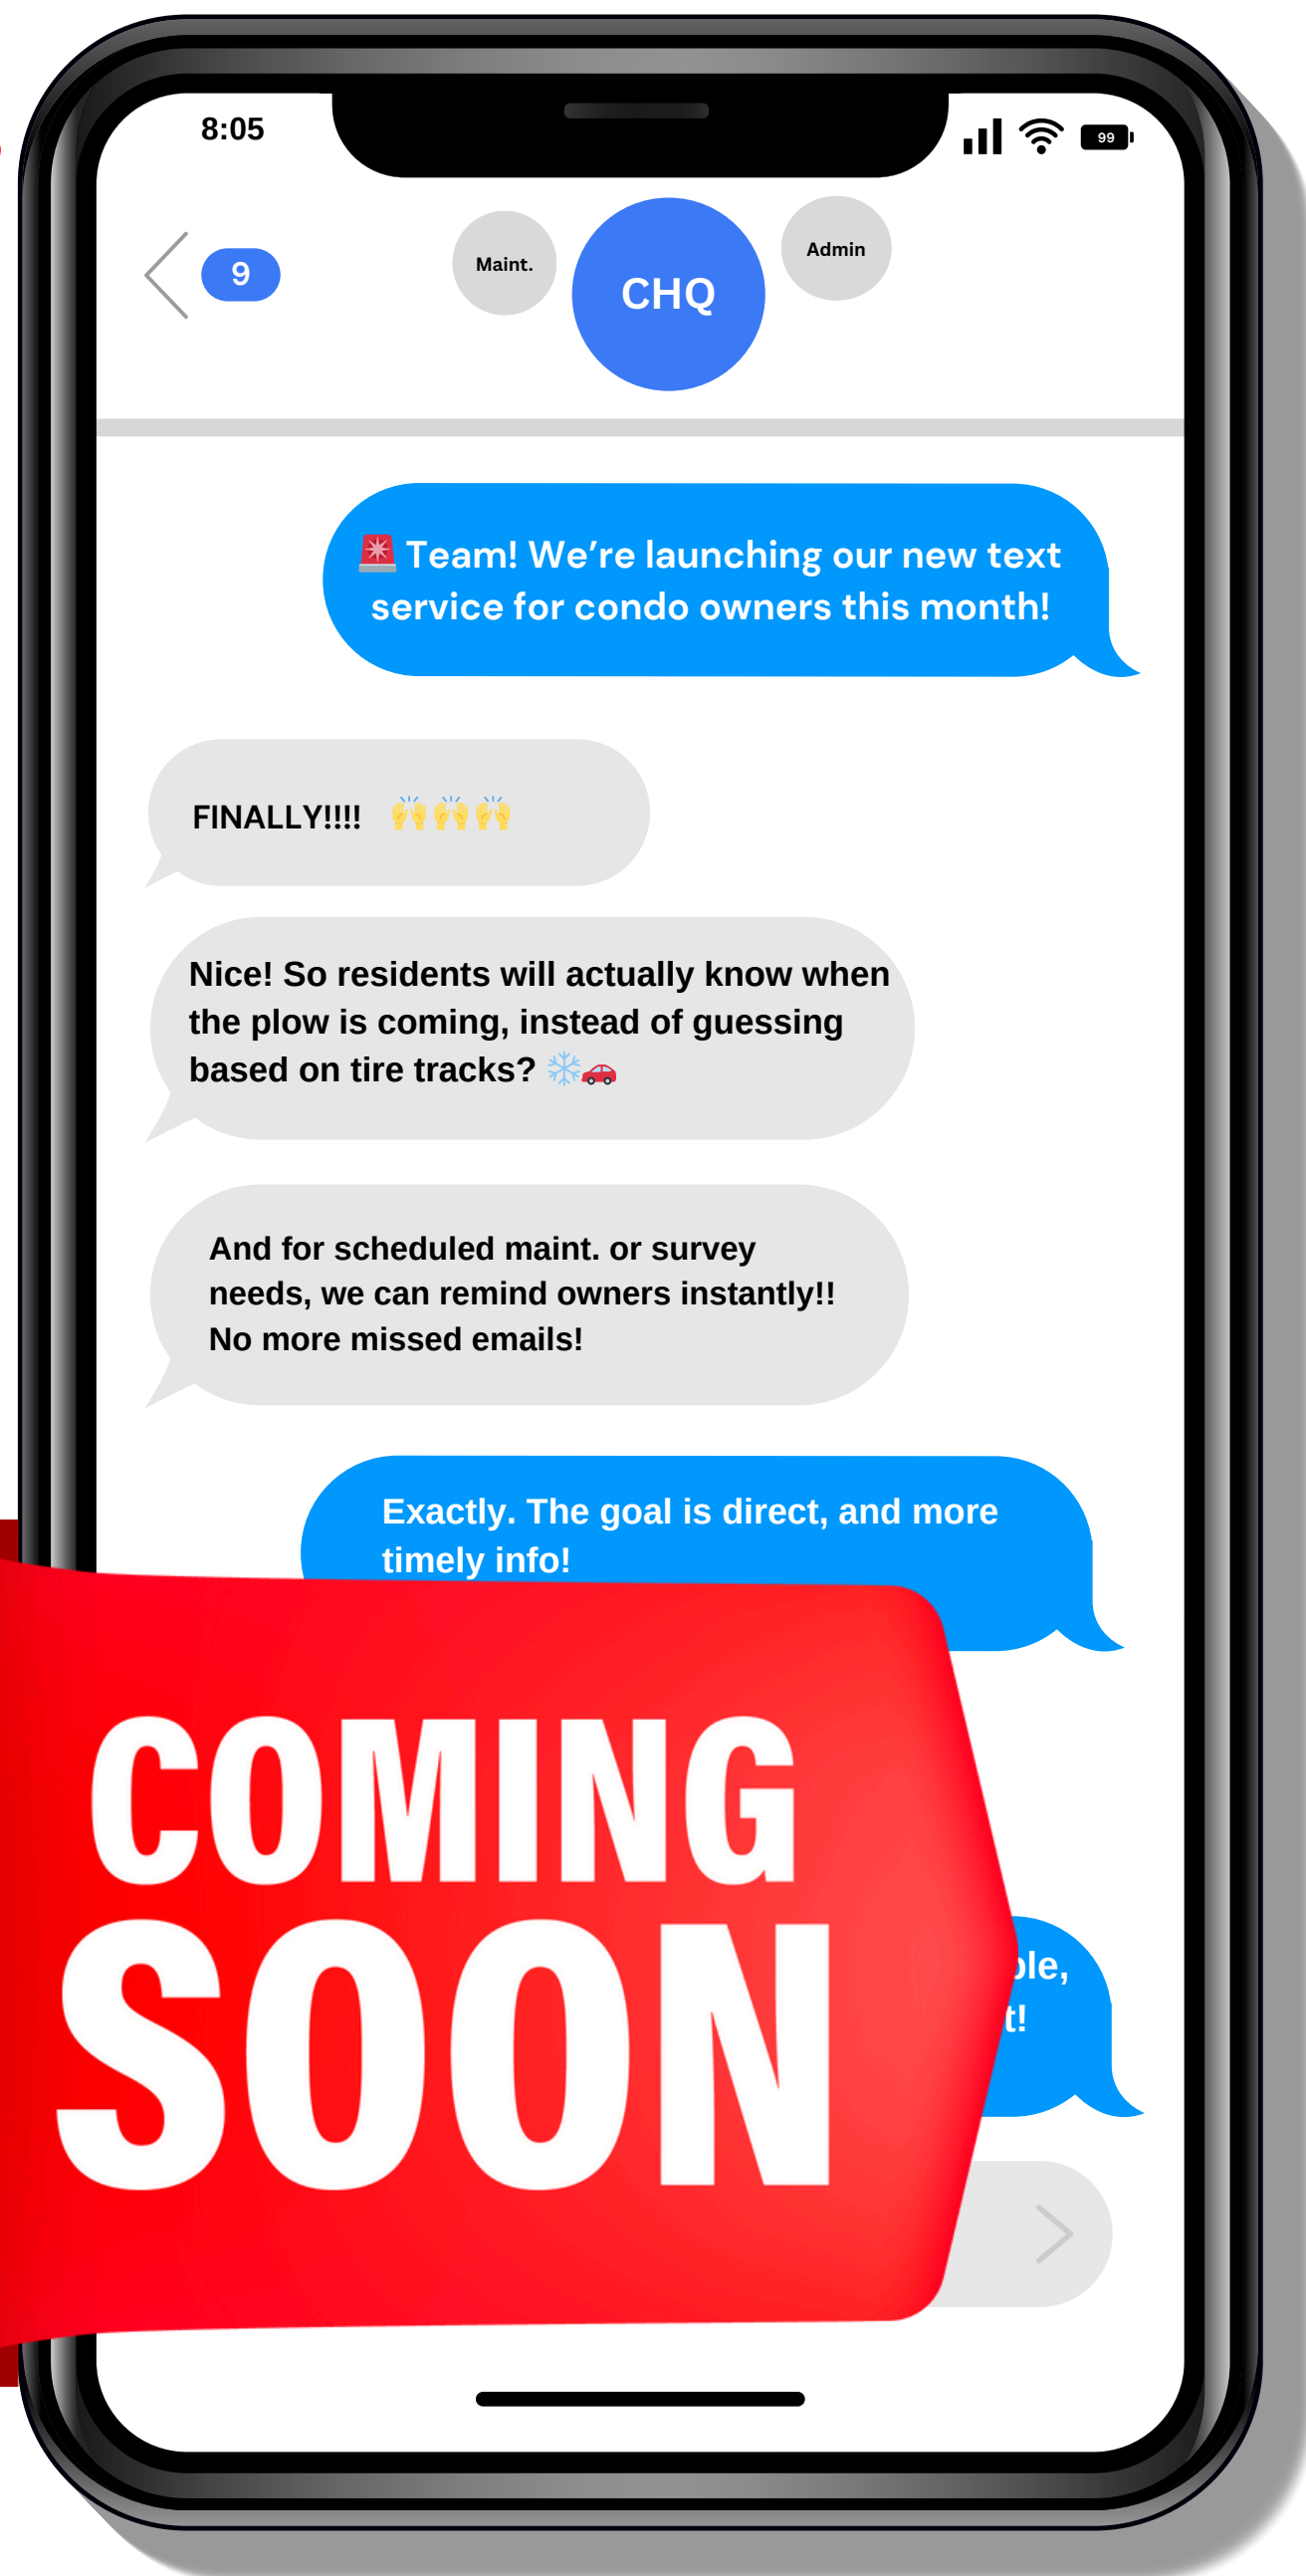 8:05
99
9
Maint.
CHQ
Admin
🚨 Team! We’re launching our new text
service for condo owners this month!
FINALLY!!!! 🙌🙌🙌
Nice! So residents will actually know when
the plow is coming, instead of guessing
based on tire tracks? ❄️🚗
And for scheduled maint. or survey
needs, we can remind owners instantly!!
No more missed emails!
Exactly. The goal is direct, and more
timely info!
COMING
SOON